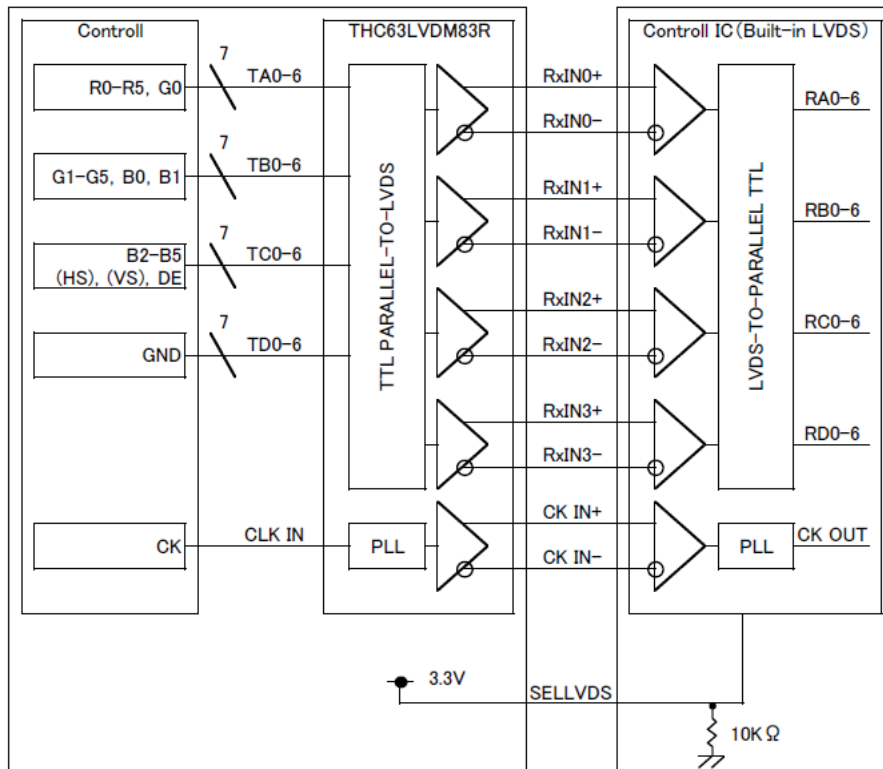 Controll
THC63LVDM83R
Controll IC(Built-in LVDS)
R0-R5, G0
7
TA0-6
RxIN0+
RxIN0-
RA0-6
G1-G5, B0, B1
7
TB0-6
RxIN1+
RxIN1-
RB0-6
B2-B5
(HS), (VS), DE
7
TC0-6
RxIN2+
RxIN2-
RC0-6
GND
7
TD0-6
RxIN3+
RxIN3-
RD0-6
TTL PARALLEL-TO-LVDS
LVDS-TO-PARALLEL TTL
CK
CLK IN
PLL
CK IN+
CK IN-
PLL
CK OUT
3.3V
SELLVDS
10KΩ